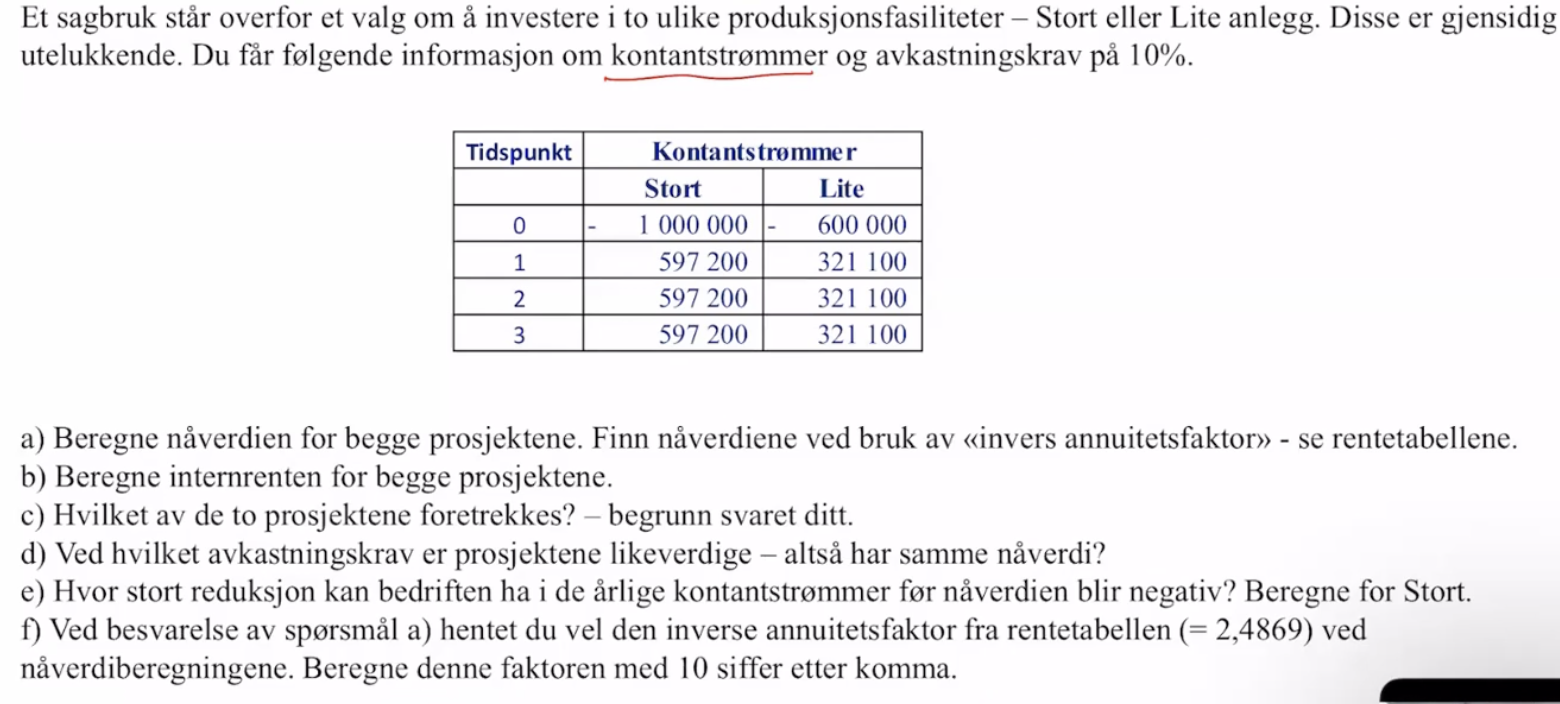 Et sagbruk står overfor et valg om å investere i to ulike produksjonsfasiliteter – Stort eller Lite anlegg. Disse er gjensidig
utelukkende. Du får følgende informasjon om kontantstrømmer og avkastningskrav på 10%.
Tidspunkt Kontantstrømmer
Stort Lite
0 - 1 000 000 - 600 000
1 597 200 321 100
2 597 200 321 100
3 597 200 321 100
a) Beregne nåverdien for begge prosjektene. Finn nåverdiene ved bruk av «invers annuitetsfaktor» - se rentetabellene.
b) Beregne internrenten for begge prosjektene.
c) Hvilket av de to prosjektene foretrekkes? – begrunn svaret ditt.
d) Ved hvilket avkastningskrav er prosjektene likeverdige – altså har samme nåverdi?
e) Hvor stort reduksjon kan bedriften ha i de årlige kontantstrømmer før nåverdien blir negativ? Beregne for Stort.
f) Ved besvarelse av spørsmål a) hentet du vel den inverse annuitetsfaktor fra rentetabellen (= 2,4869) ved
nåverdiberegningene. Beregne denne faktoren med 10 siffer etter komma.